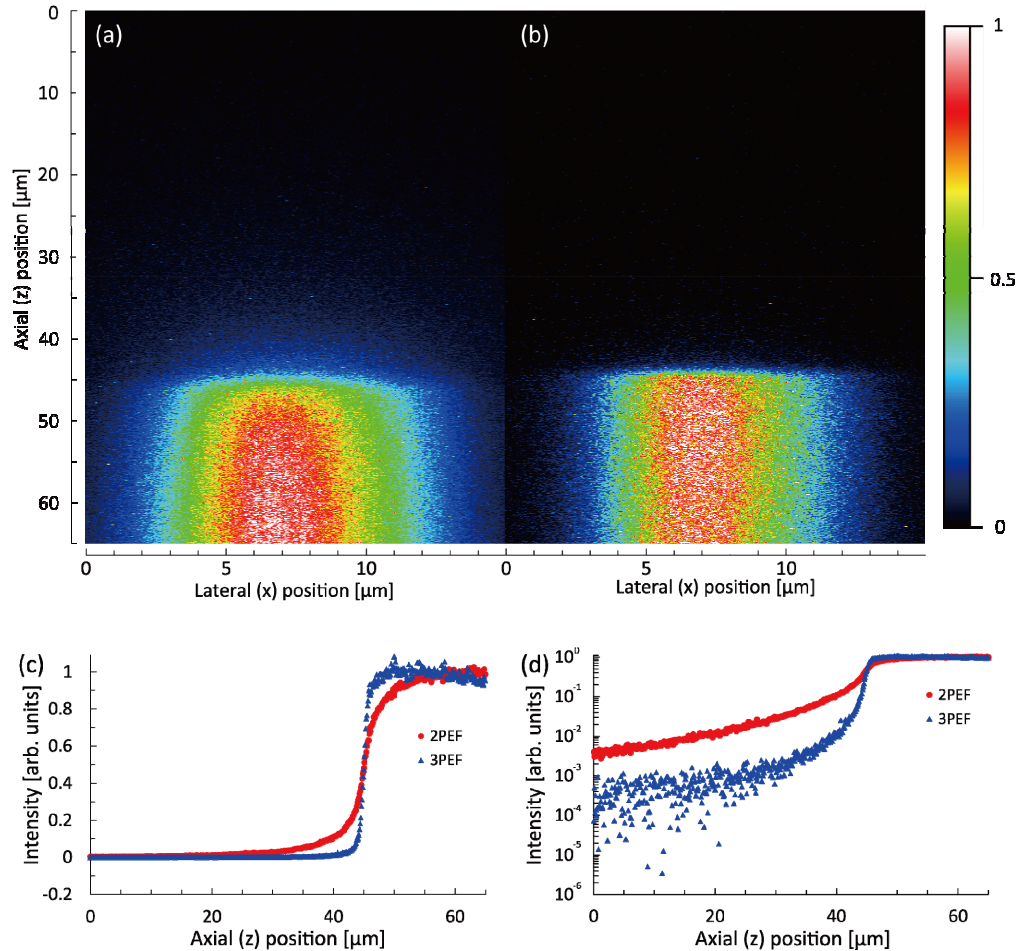 (a)
(b)
0
10
20
30
40
50
60
Axial (z) position [µm]
0
5
10
Lateral (x) position [µm]
0
5
10
Lateral (x) position [µm]
1
0.5
0
(c)
1
0.8
0.6
0.4
0.2
0
-0.2
Intensity [arb. units]
2PEF
3PEF
0
20
40
60
Axial (z) position [µm]
(d)
10⁰
10⁻¹
10⁻²
10⁻³
10⁻⁴
10⁻⁵
10⁻⁶
Intensity [arb. units]
2PEF
3PEF
0
20
40
60
Axial (z) position [µm]